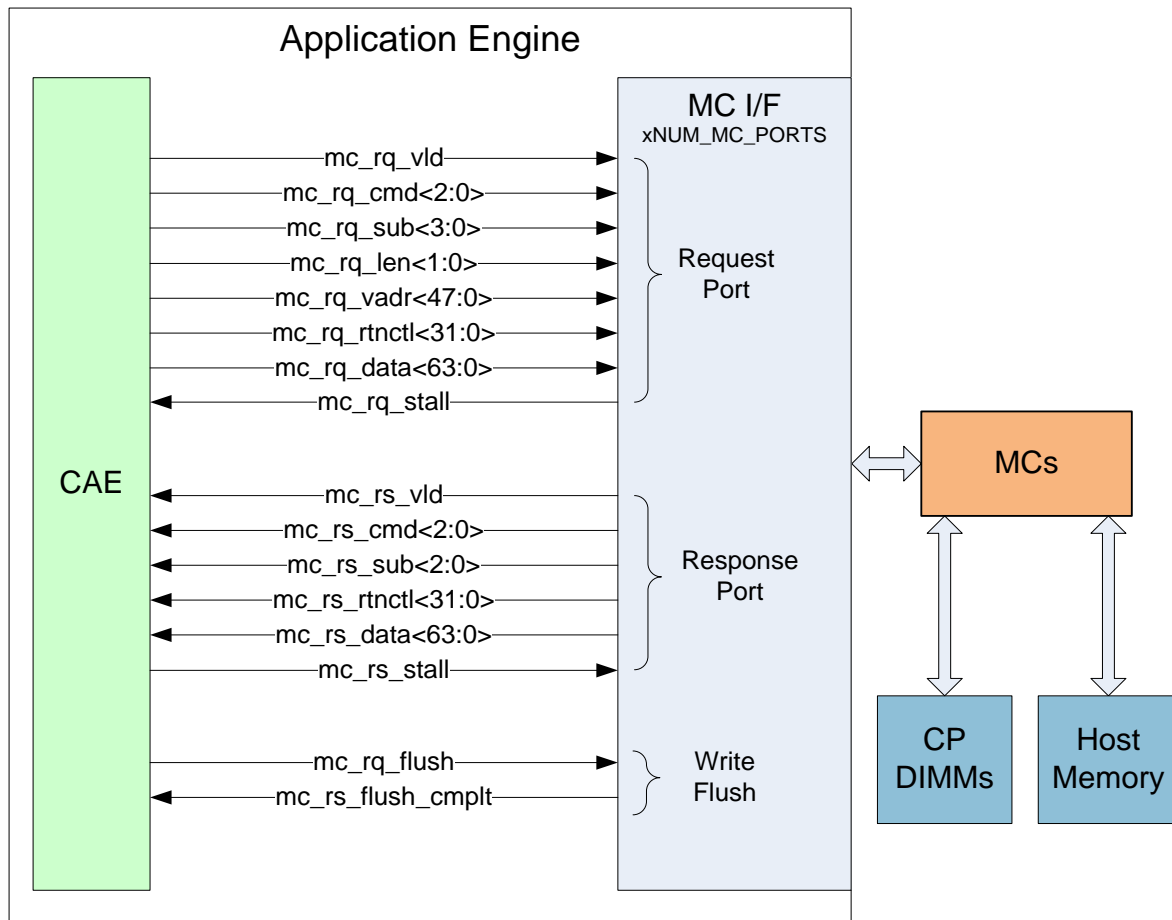 Application Engine
CAE
MC I/F
xNUM_MC_PORTS
mc_rq_vld
mc_rq_cmd<2:0>
mc_rq_sub<3:0>
mc_rq_len<1:0>
mc_rq_vadr<47:0>
mc_rq_rtnctl<31:0>
mc_rq_data<63:0>
mc_rq_stall
Request
Port
mc_rs_vld
mc_rs_cmd<2:0>
mc_rs_sub<2:0>
mc_rs_rtnctl<31:0>
mc_rs_data<63:0>
mc_rs_stall
Response
Port
mc_rq_flush
mc_rs_flush_cmplt
Write
Flush
MCs
CP
DIMMs
Host
Memory